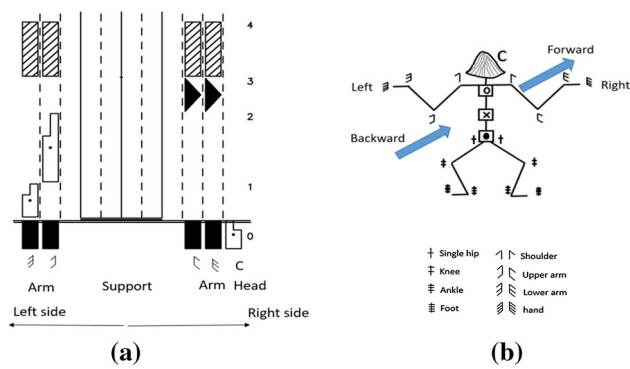 4
3
2
1
0
C
Arm
Support
Arm
Head
Left side
Right side
(a)
C
Forward
Left
Right
Backward
Single hip
Shoulder
Knee
Upper arm
Ankle
Lower arm
Foot
hand
(b)